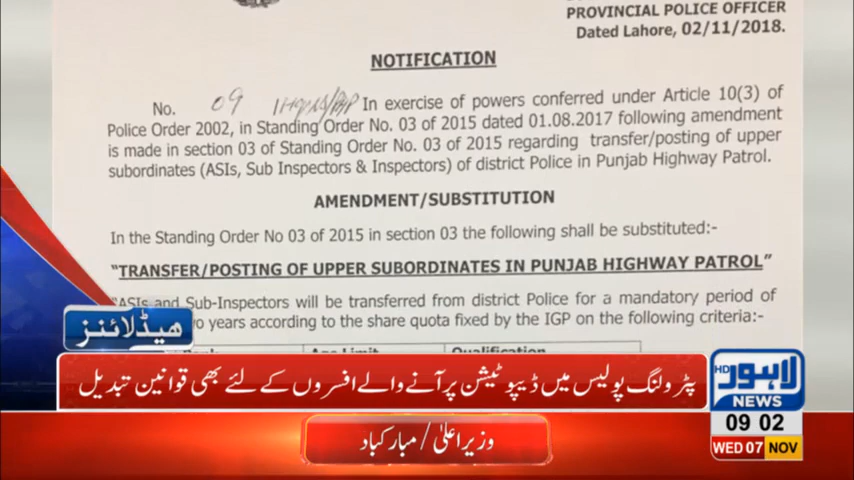 PROVINCIAL POLICE OFFICER
Dated Lahore, 02/11/2018.
NOTIFICATION
No. 09 In exercise of powers conferred under Article 10(3) of
Police Order 2002, in Standing Order No. 03 of 2015 dated 01.08.2017 following amendment
is made in section 03 of Standing Order No. 03 of 2015 regarding transfer/posting of upper
subordinates (ASIs, Sub Inspectors & Inspectors) of district Police in Punjab Highway Patrol.
AMENDMENT/SUBSTITUTION
In the Standing Order No 03 of 2015 in section 03 the following shall be substituted:-
"TRANSFER/POSTING OF UPPER SUBORDINATES IN PUNJAB HIGHWAY PATROL"
"ASIs and Sub-Inspectors will be transferred from district Police for a mandatory period of
years according to the share quota fixed by the IGP on the following criteria:-
Age Limit Qualification
ہیڈلائنز
پٹرولنگ پولیس میں ڈیپوٹیشن پر آنے والے افسروں کے لئے بھی قوانین تبدیل
HD لاہور
NEWS
09 02
WED 07 NOV
وزیراعلیٰ / مبارکباد